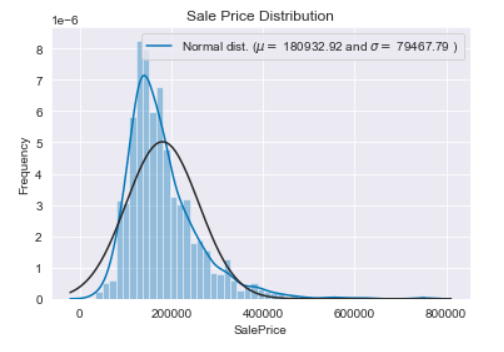 Sale Price Distribution
1e−6
Normal dist. (μ = 180932.92 and σ = 79467.79 )
8
7
6
5
4
3
2
1
0
Frequency
0 200000 400000 600000 800000
SalePrice